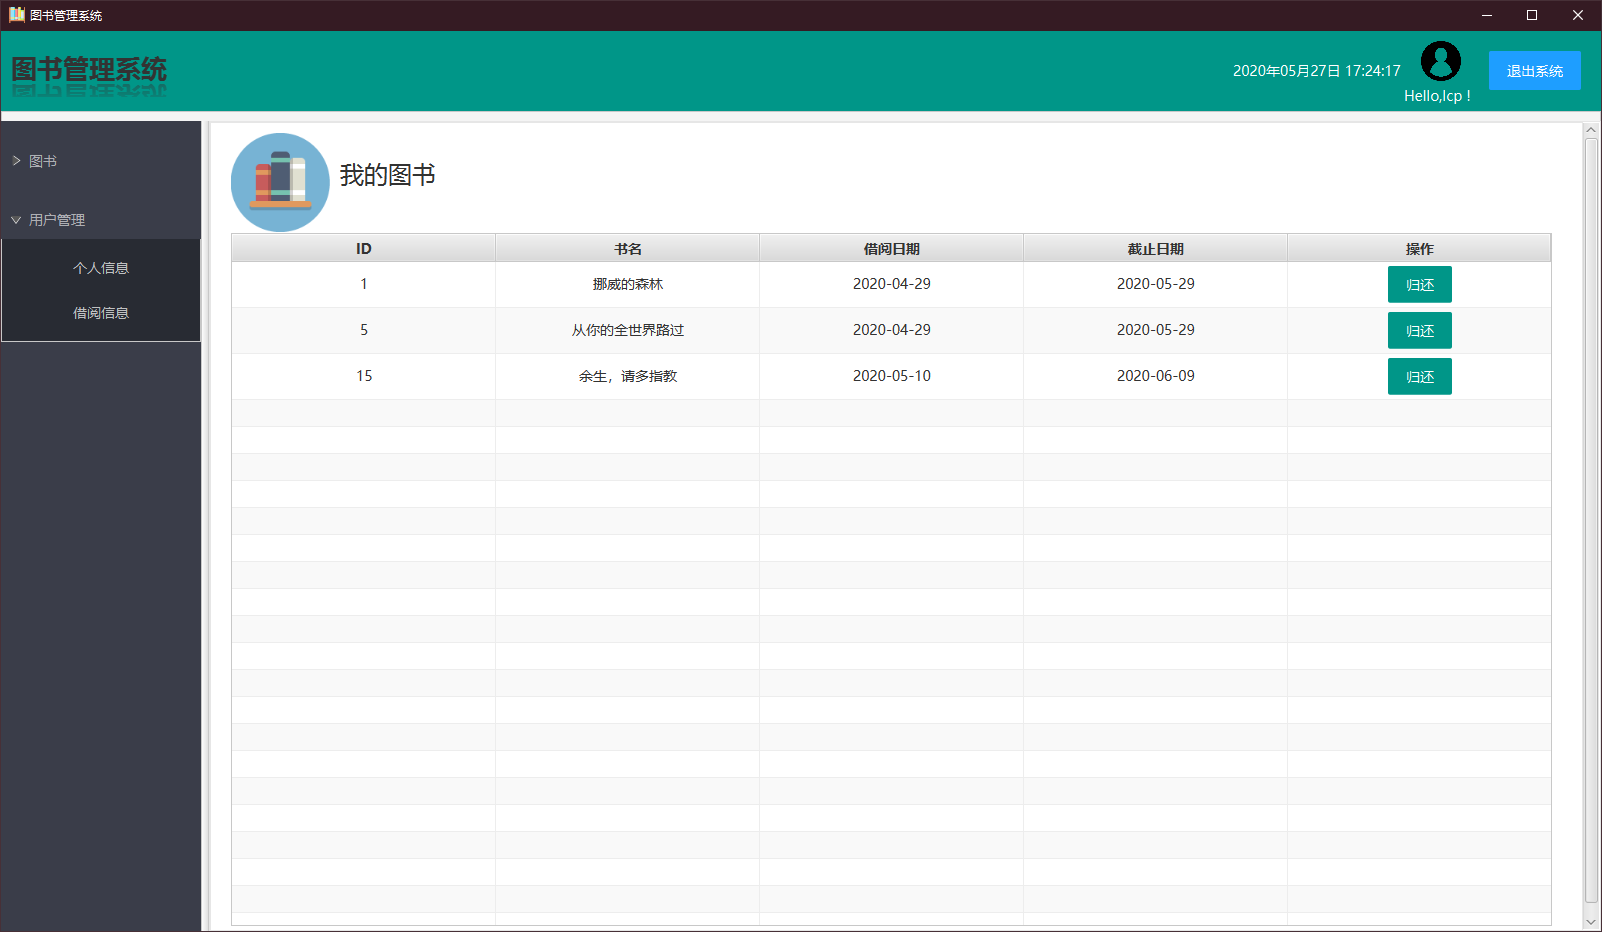 图书管理系统
图书管理系统
2020年05月27日 17:24:17
Hello,lcp !
退出系统
图书
用户管理
个人信息
借阅信息
我的图书
ID 书名 借阅日期 截止日期 操作
1 挪威的森林 2020-04-29 2020-05-29 归还
5 从你的全世界路过 2020-04-29 2020-05-29 归还
15 余生，请多指教 2020-05-10 2020-06-09 归还